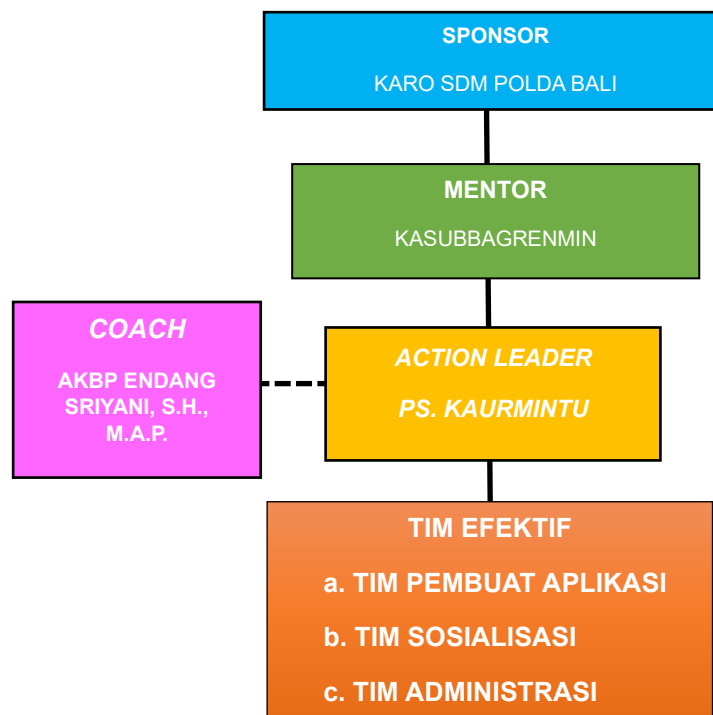 SPONSOR
KARO SDM POLDA BALI
MENTOR
KASUBBAGRENMIN
COACH
AKBP ENDANG
SRIYANI, S.H.,
M.A.P.
ACTION LEADER
PS. KAURMINTU
TIM EFEKTIF
a. TIM PEMBUAT APLIKASI
b. TIM SOSIALISASI
c. TIM ADMINISTRASI